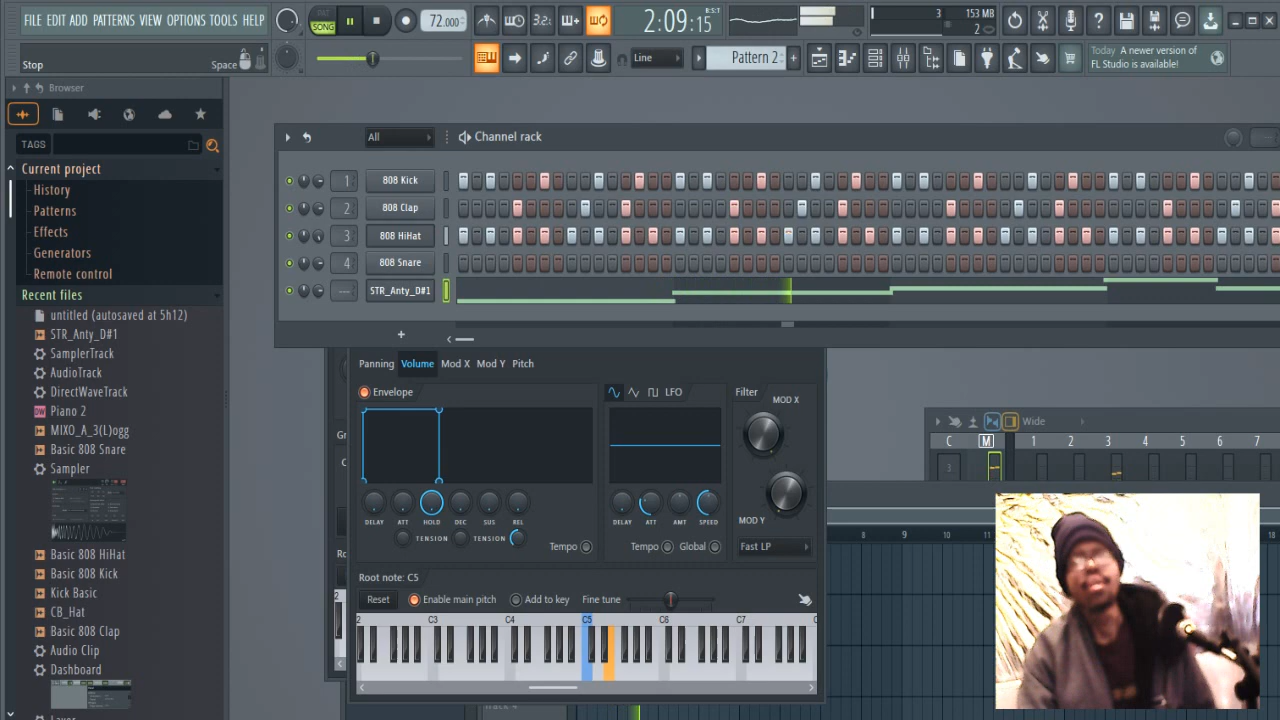 FILE EDIT ADD PATTERNS VIEW OPTIONS TOOLS HELP
PAT
SONG
72.000
3.2:
2:09:15
B:S:T
3
153 MB
2
Stop
Space
Line
Pattern 2
+
Today
A newer version of
FL Studio is available!
Browser
TAGS
Current project
History
Patterns
Effects
Generators
Remote control
Recent files
untitled (autosaved at 5h12)
STR_Anty_D#1
SamplerTrack
AudioTrack
DirectWaveTrack
Piano 2
MIXO_A_3(L)ogg
Basic 808 Snare
Sampler
Basic 808 HiHat
Basic 808 Kick
Kick Basic
CB_Hat
Basic 808 Clap
Audio Clip
Dashboard
All
Channel rack
1
808 Kick
2
808 Clap
3
808 HiHat
4
808 Snare
---
STR_Anty_D#1
+
Panning
Volume
Mod X
Mod Y
Pitch
Envelope
LFO
Filter
MOD X
DELAY
ATT
HOLD
DEC
SUS
REL
TENSION
TENSION
Tempo
DELAY
ATT
AMT
SPEED
Tempo
Global
MOD Y
Fast LP
Root note: C5
Reset
Enable main pitch
Add to key
Fine tune
2
C3
C4
C5
C6
C7
Wide
C
M
1
2
3
4
5
6
7
3
8
9
10
11
18